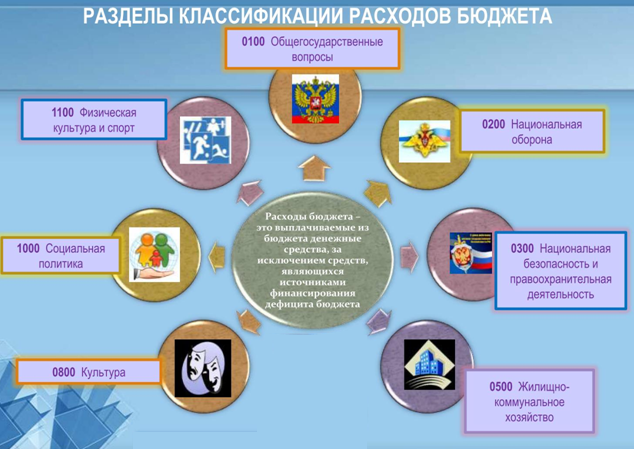 РАЗДЕЛЫ КЛАССИФИКАЦИИ РАСХОДОВ БЮДЖЕТА
0100 Общегосударственные
вопросы
1100 Физическая
культура и спорт
0200 Национальная
оборона
Расходы бюджета –
это выплачиваемые из
бюджета денежные
средства, за
исключением средств,
являющихся
источниками
финансирования
дефицита бюджета
1000 Социальная
политика
0300 Национальная
безопасность и
правоохранительная
деятельность
0800 Культура
0500 Жилищно-
коммунальное
хозяйство